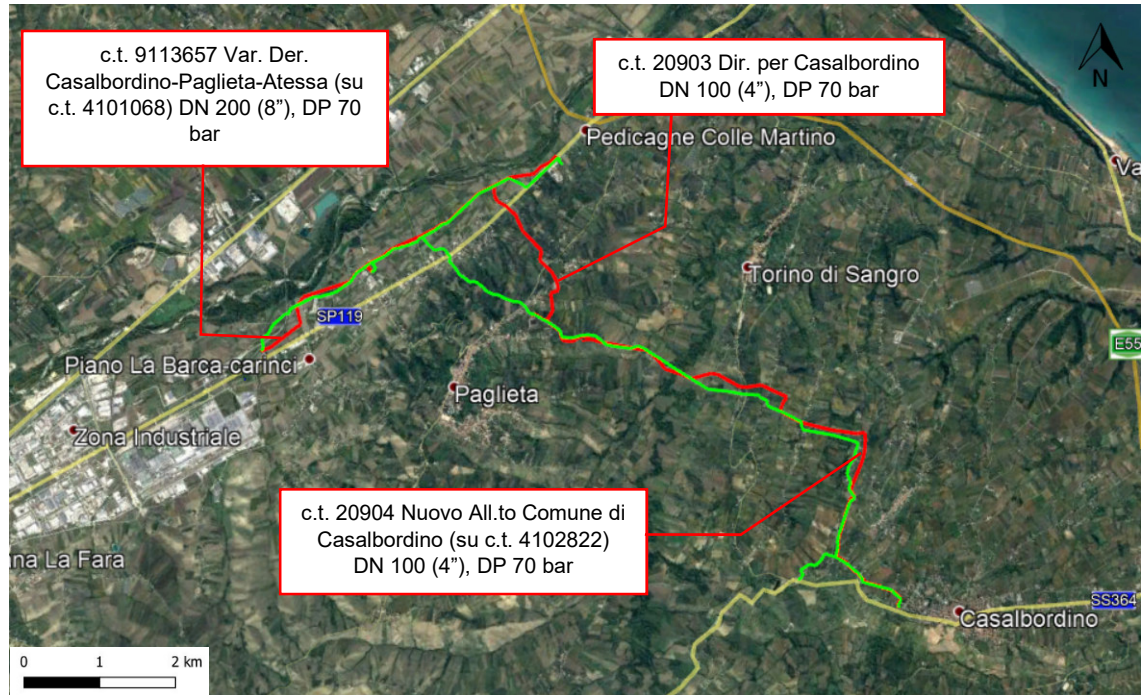 c.t. 9113657 Var. Der.
Casalbordino-Paglieta-Atessa (su
c.t. 4101068) DN 200 (8”), DP 70
bar
c.t. 20903 Dir. per Casalbordino
DN 100 (4”), DP 70 bar
N
Pedicagne Colle Martino
Va
Torino di Sangro
SP119
E55
Piano La Barca-carinci
Paglieta
Zona Industriale
c.t. 20904 Nuovo All.to Comune di
Casalbordino (su c.t. 4102822)
DN 100 (4”), DP 70 bar
na La Fara
SS364
Casalbordino
0 1 2 km